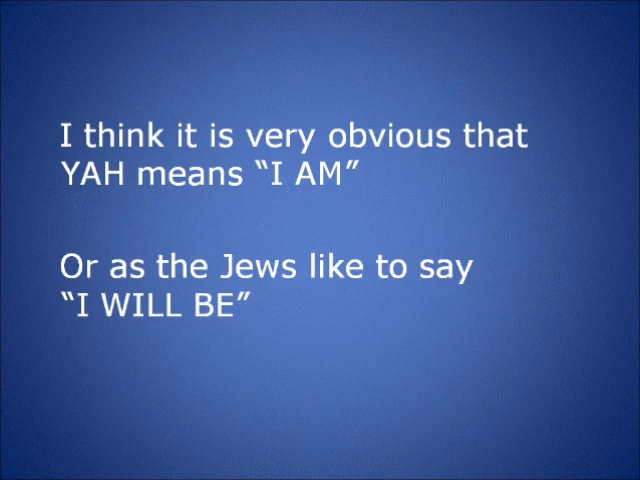 I think it is very obvious that
YAH means “I AM”
Or as the Jews like to say
“I WILL BE”